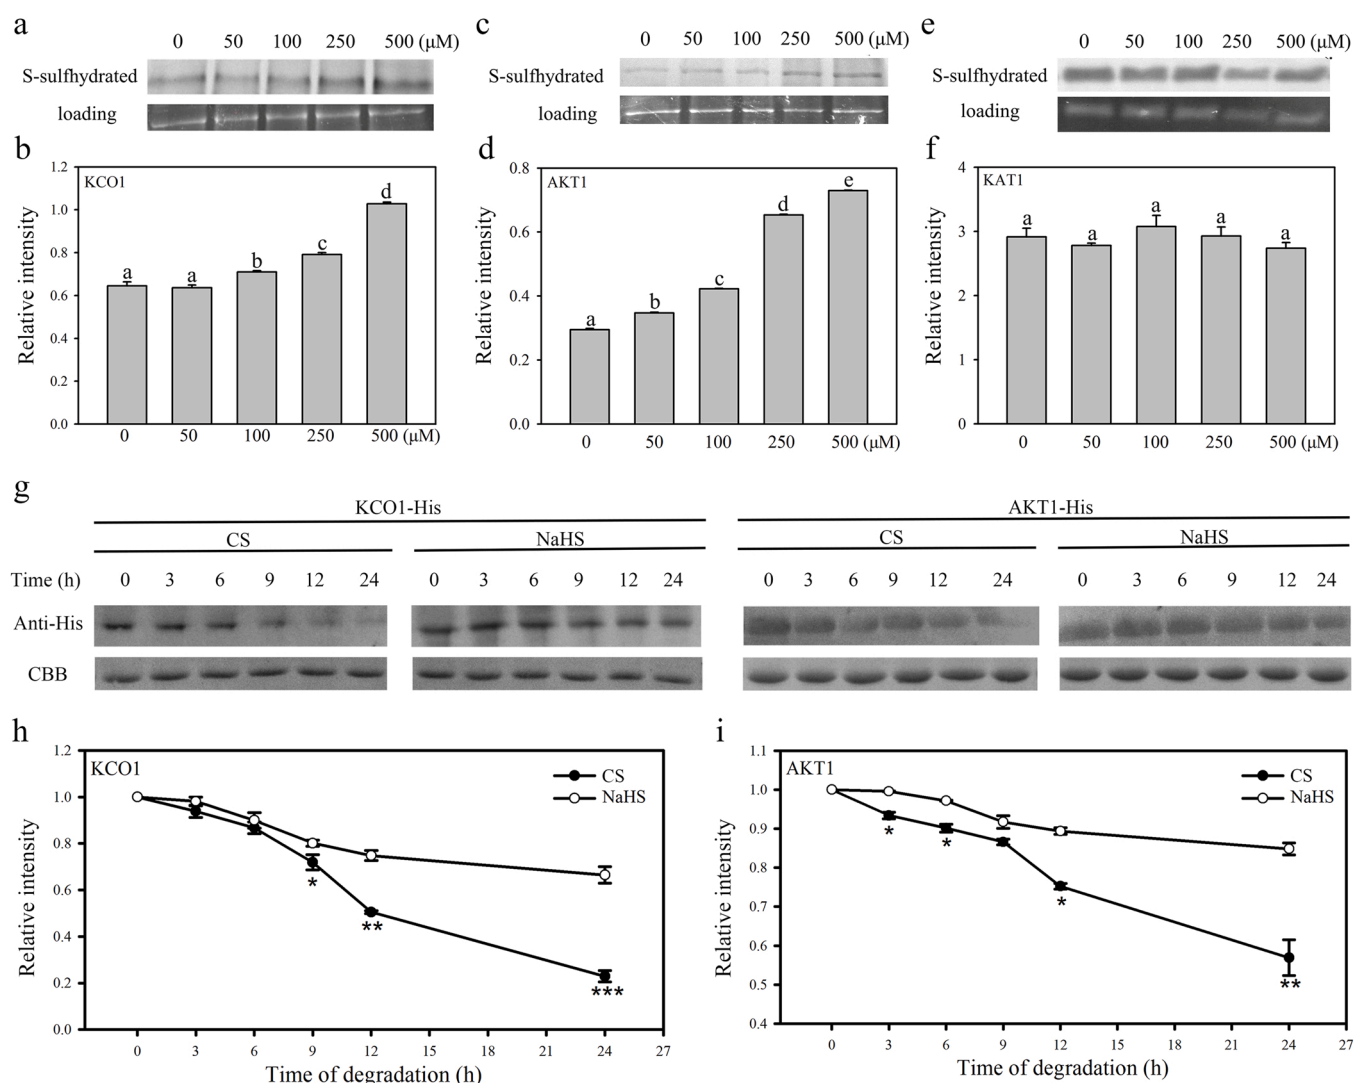 a
0 50 100 250 500 (μM)
S-sulfhydrated
loading
b
1.2
1.0
0.8
0.6
0.4
0.2
0.0
Relative intensity
KCO1
a a b c d
0 50 100 250 500 (μM)
c
0 50 100 250 500 (μM)
S-sulfhydrated
loading
d
0.8
0.6
0.4
0.2
0.0
Relative intensity
AKT1
a b c d e
0 50 100 250 500 (μM)
e
0 50 100 250 500 (μM)
S-sulfhydrated
loading
f
4
3
2
1
0
Relative intensity
KAT1
a a a a a
0 50 100 250 500 (μM)
g
KCO1-His AKT1-His
CS NaHS CS NaHS
Time (h) 0 3 6 9 12 24 0 3 6 9 12 24 0 3 6 9 12 24 0 3 6 9 12 24
Anti-His
CBB
h
1.2
1.0
0.8
0.6
0.4
0.2
0.0
Relative intensity
KCO1
CS
NaHS
*
**
***
0 3 6 9 12 15 18 21 24 27
Time of degradation (h)
i
1.1
1.0
0.9
0.8
0.7
0.6
0.5
0.4
Relative intensity
AKT1
CS
NaHS
*
*
*
**
0 3 6 9 12 15 18 21 24 27
Time of degradation (h)